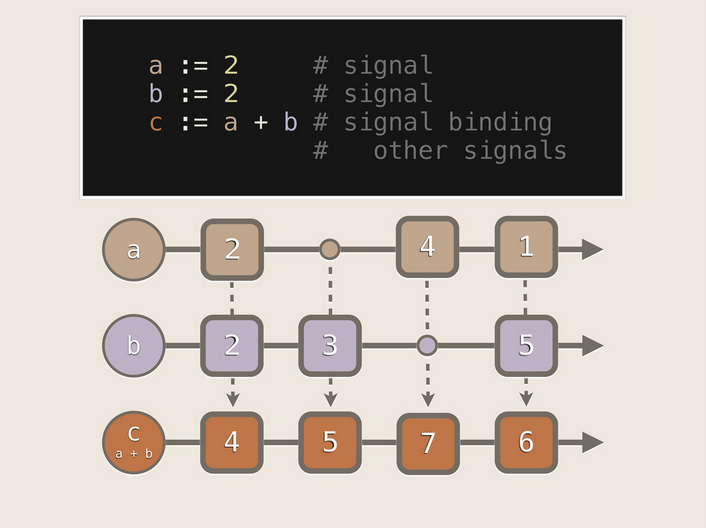 a := 2 # signal
b := 2 # signal
c := a + b # signal binding
# other signals
a 2 4 1
b 2 3 5
C 4 5 7 6
a + b